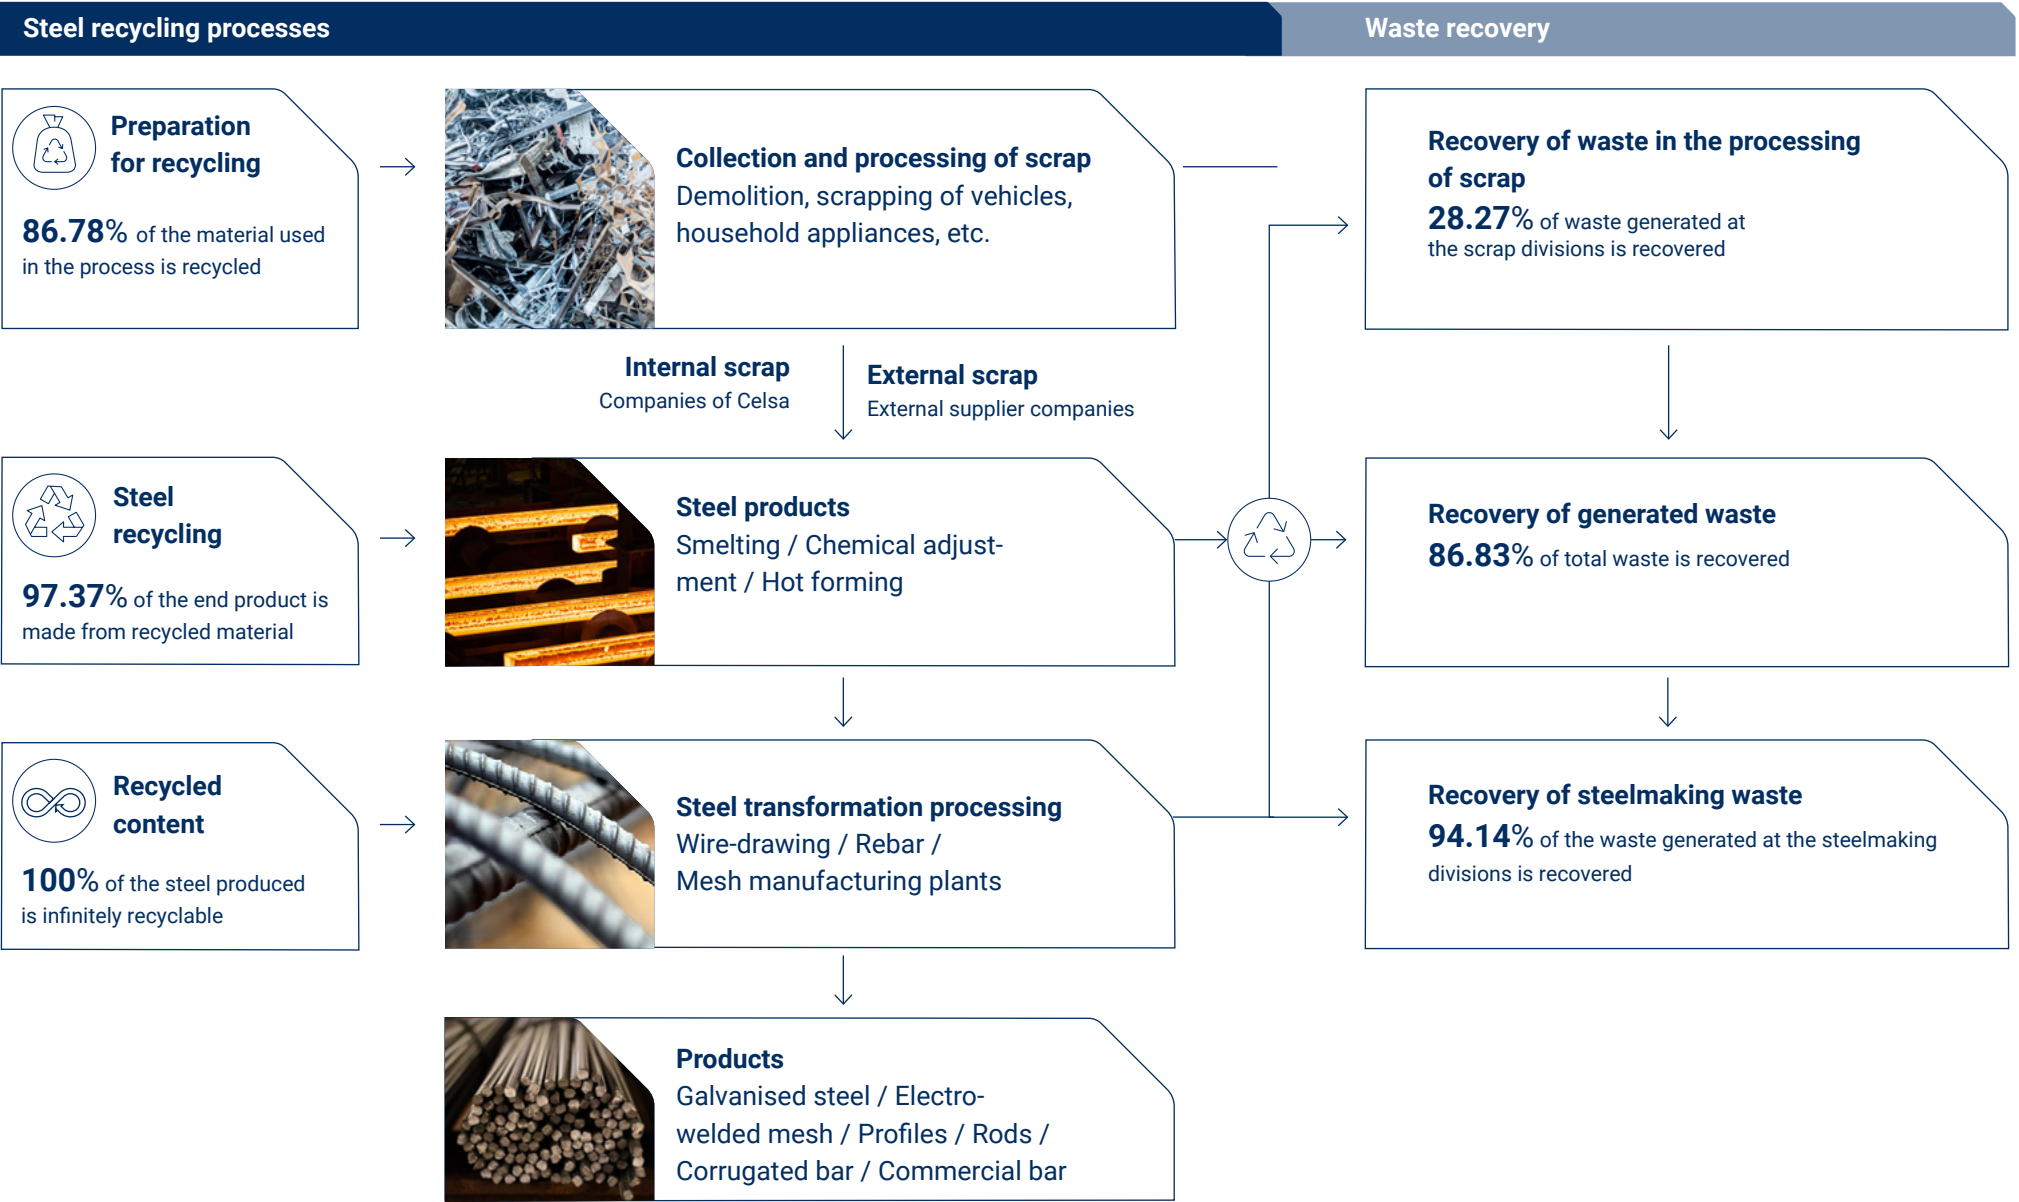 Steel recycling processes
Waste recovery
Preparation
for recycling
86.78% of the material used
in the process is recycled
Collection and processing of scrap
Demolition, scrapping of vehicles,
household appliances, etc.
Recovery of waste in the processing
of scrap
28.27% of waste generated at
the scrap divisions is recovered
Internal scrap
Companies of Celsa
External scrap
External supplier companies
Steel
recycling
97.37% of the end product is
made from recycled material
Steel products
Smelting / Chemical adjust-
ment / Hot forming
Recovery of generated waste
86.83% of total waste is recovered
Recycled
content
100% of the steel produced
is infinitely recyclable
Steel transformation processing
Wire-drawing / Rebar /
Mesh manufacturing plants
Recovery of steelmaking waste
94.14% of the waste generated at the steelmaking
divisions is recovered
Products
Galvanised steel / Electro-
welded mesh / Profiles / Rods /
Corrugated bar / Commercial bar